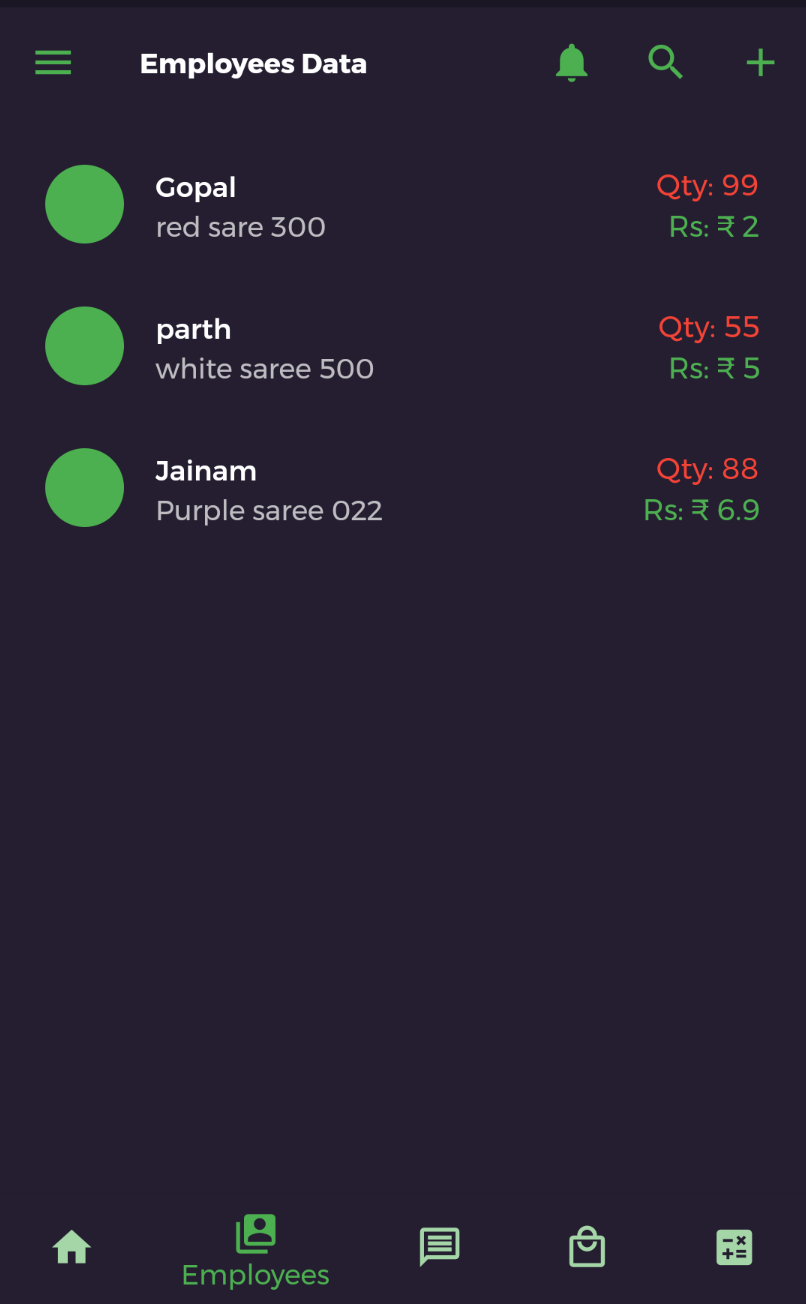 Employees Data
Gopal
red sare 300
Qty: 99
Rs: ₹ 2
parth
white saree 500
Qty: 55
Rs: ₹ 5
Jainam
Purple saree 022
Qty: 88
Rs: ₹ 6.9
Employees